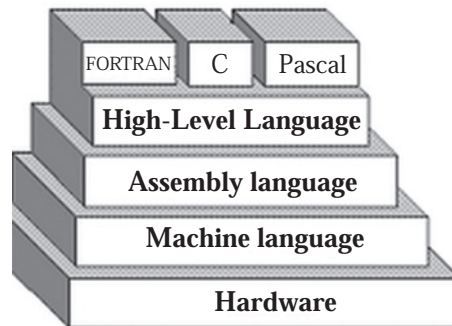 FORTRAN C Pascal
High-Level Language
Assembly language
Machine language
Hardware